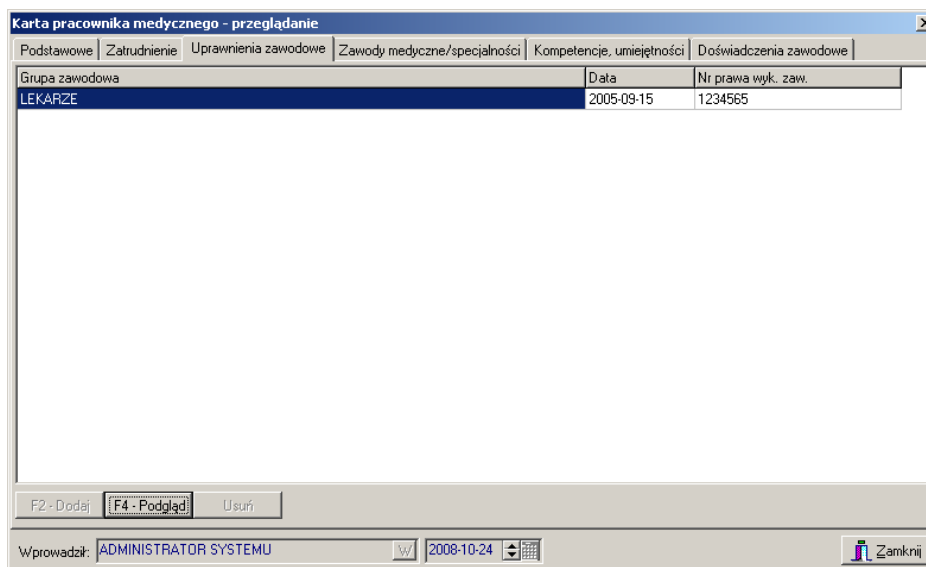 Karta pracownika medycznego - przeglądanie
Podstawowe Zatrudnienie Uprawnienia zawodowe Zawody medyczne/specjalności Kompetencje, umiejętności Doświadczenia zawodowe
Grupa zawodowa Data Nr prawa wyk. zaw.
LEKARZE 2005-09-15 1234565
F2 - Dodaj F4 - Podgląd Usuń
Wprowadził: ADMINISTRATOR SYSTEMU W 2008-10-24 Zamknij